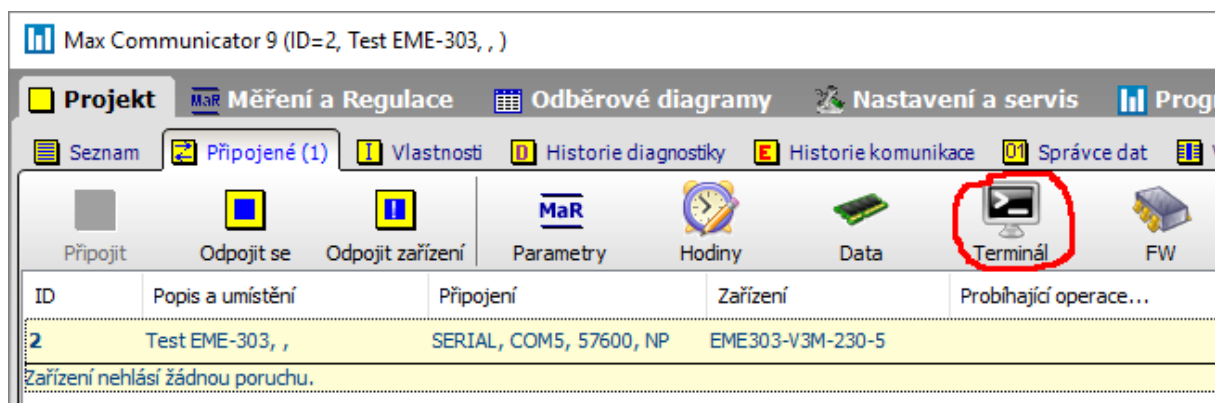 Max Communicator 9 (ID=2, Test EME-303, , )
Projekt MaR Měření a Regulace Odběrové diagramy Nastavení a servis Progr
Seznam Připojené (1) I Vlastnosti D Historie diagnostiky E Historie komunikace 01 Správce dat
MaR
Připojit Odpojit se Odpojit zařízení Parametry Hodiny Data Terminál FW
ID Popis a umístění Připojení Zařízení Probíhající operace...
2 Test EME-303, , SERIAL, COM5, 57600, NP EME303-V3M-230-5
Zařízení nehlásí žádnou poruchu.